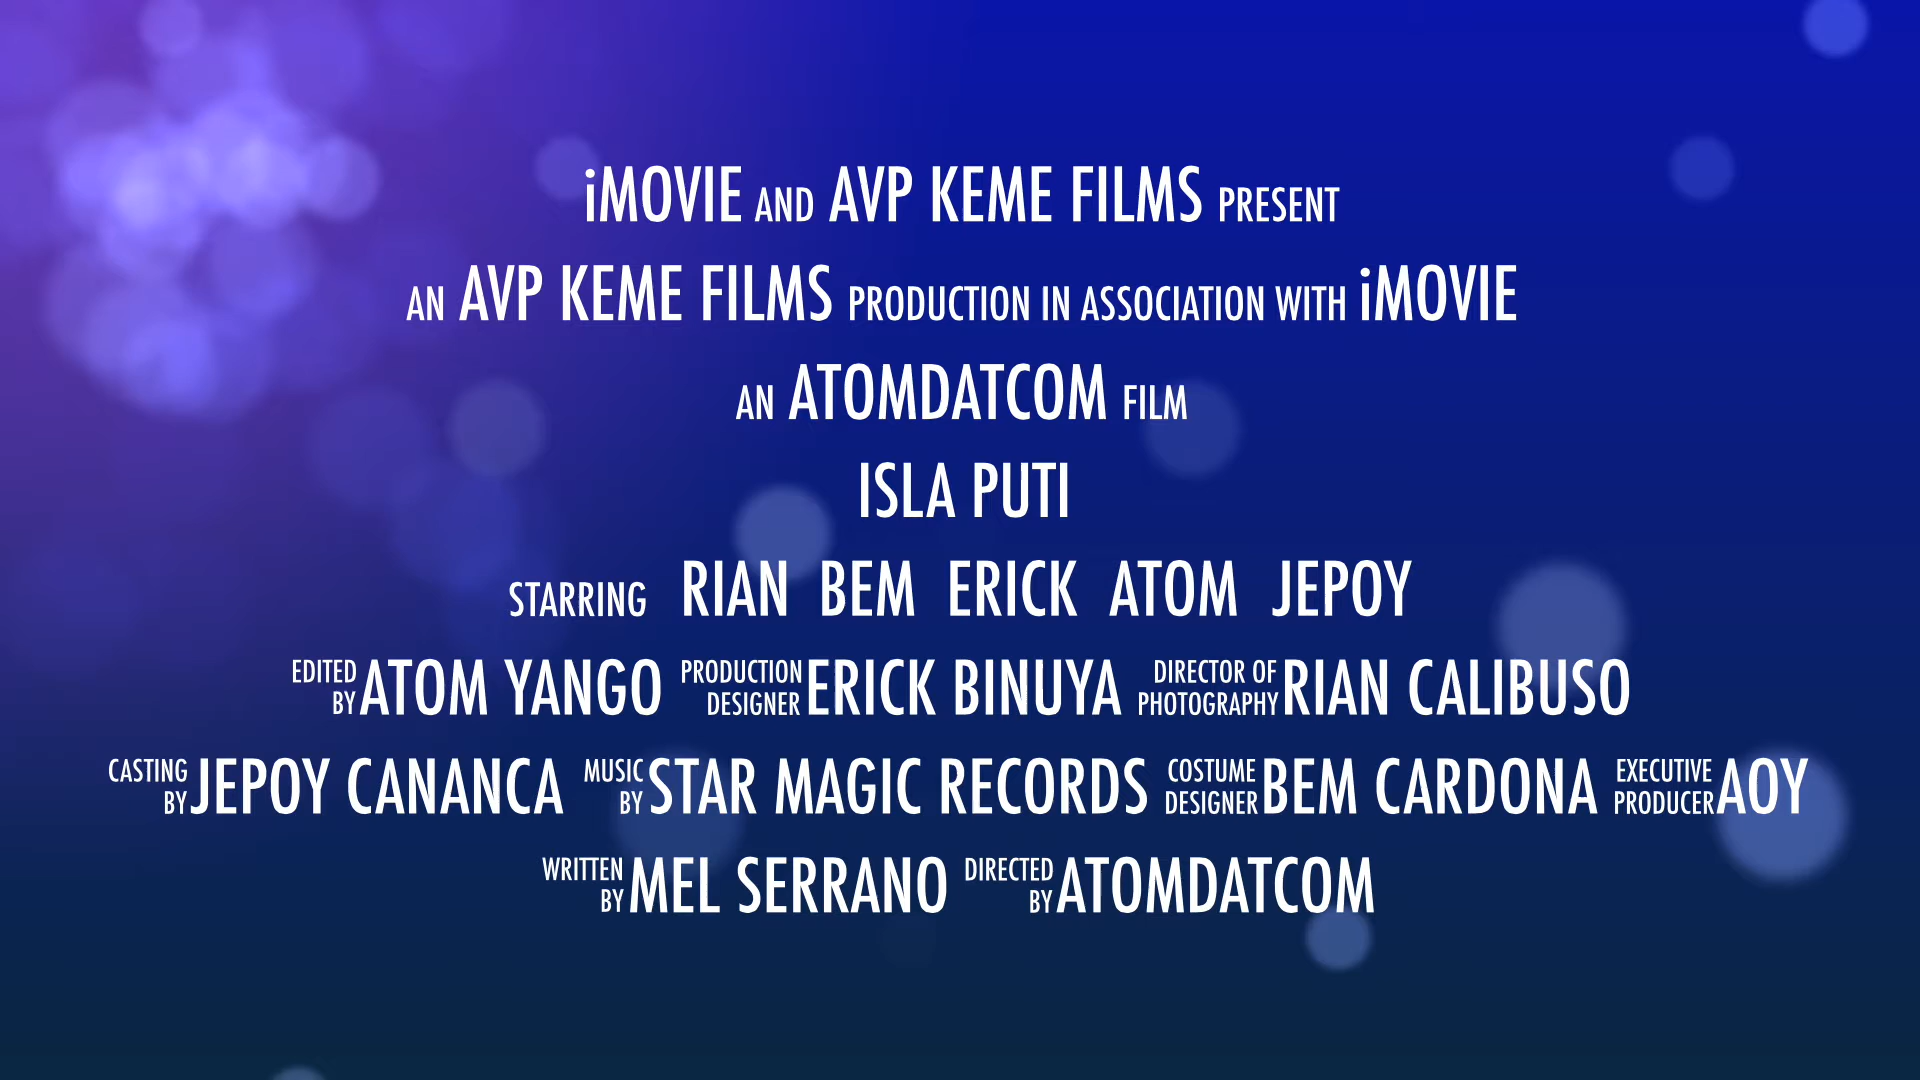 iMOVIE AND AVP KEME FILMS PRESENT
AN AVP KEME FILMS PRODUCTION IN ASSOCIATION WITH iMOVIE
AN ATOMDATCOM FILM
ISLA PUTI
STARRING RIAN BEM ERICK ATOM JEPOY
EDITED BY ATOM YANGO PRODUCTION DESIGNER ERICK BINUYA DIRECTOR OF PHOTOGRAPHY RIAN CALIBUSO
CASTING BY JEPOY CANANCA MUSIC BY STAR MAGIC RECORDS COSTUME DESIGNER BEM CARDONA EXECUTIVE PRODUCER AOY
WRITTEN BY MEL SERRANO DIRECTED BY ATOMDATCOM